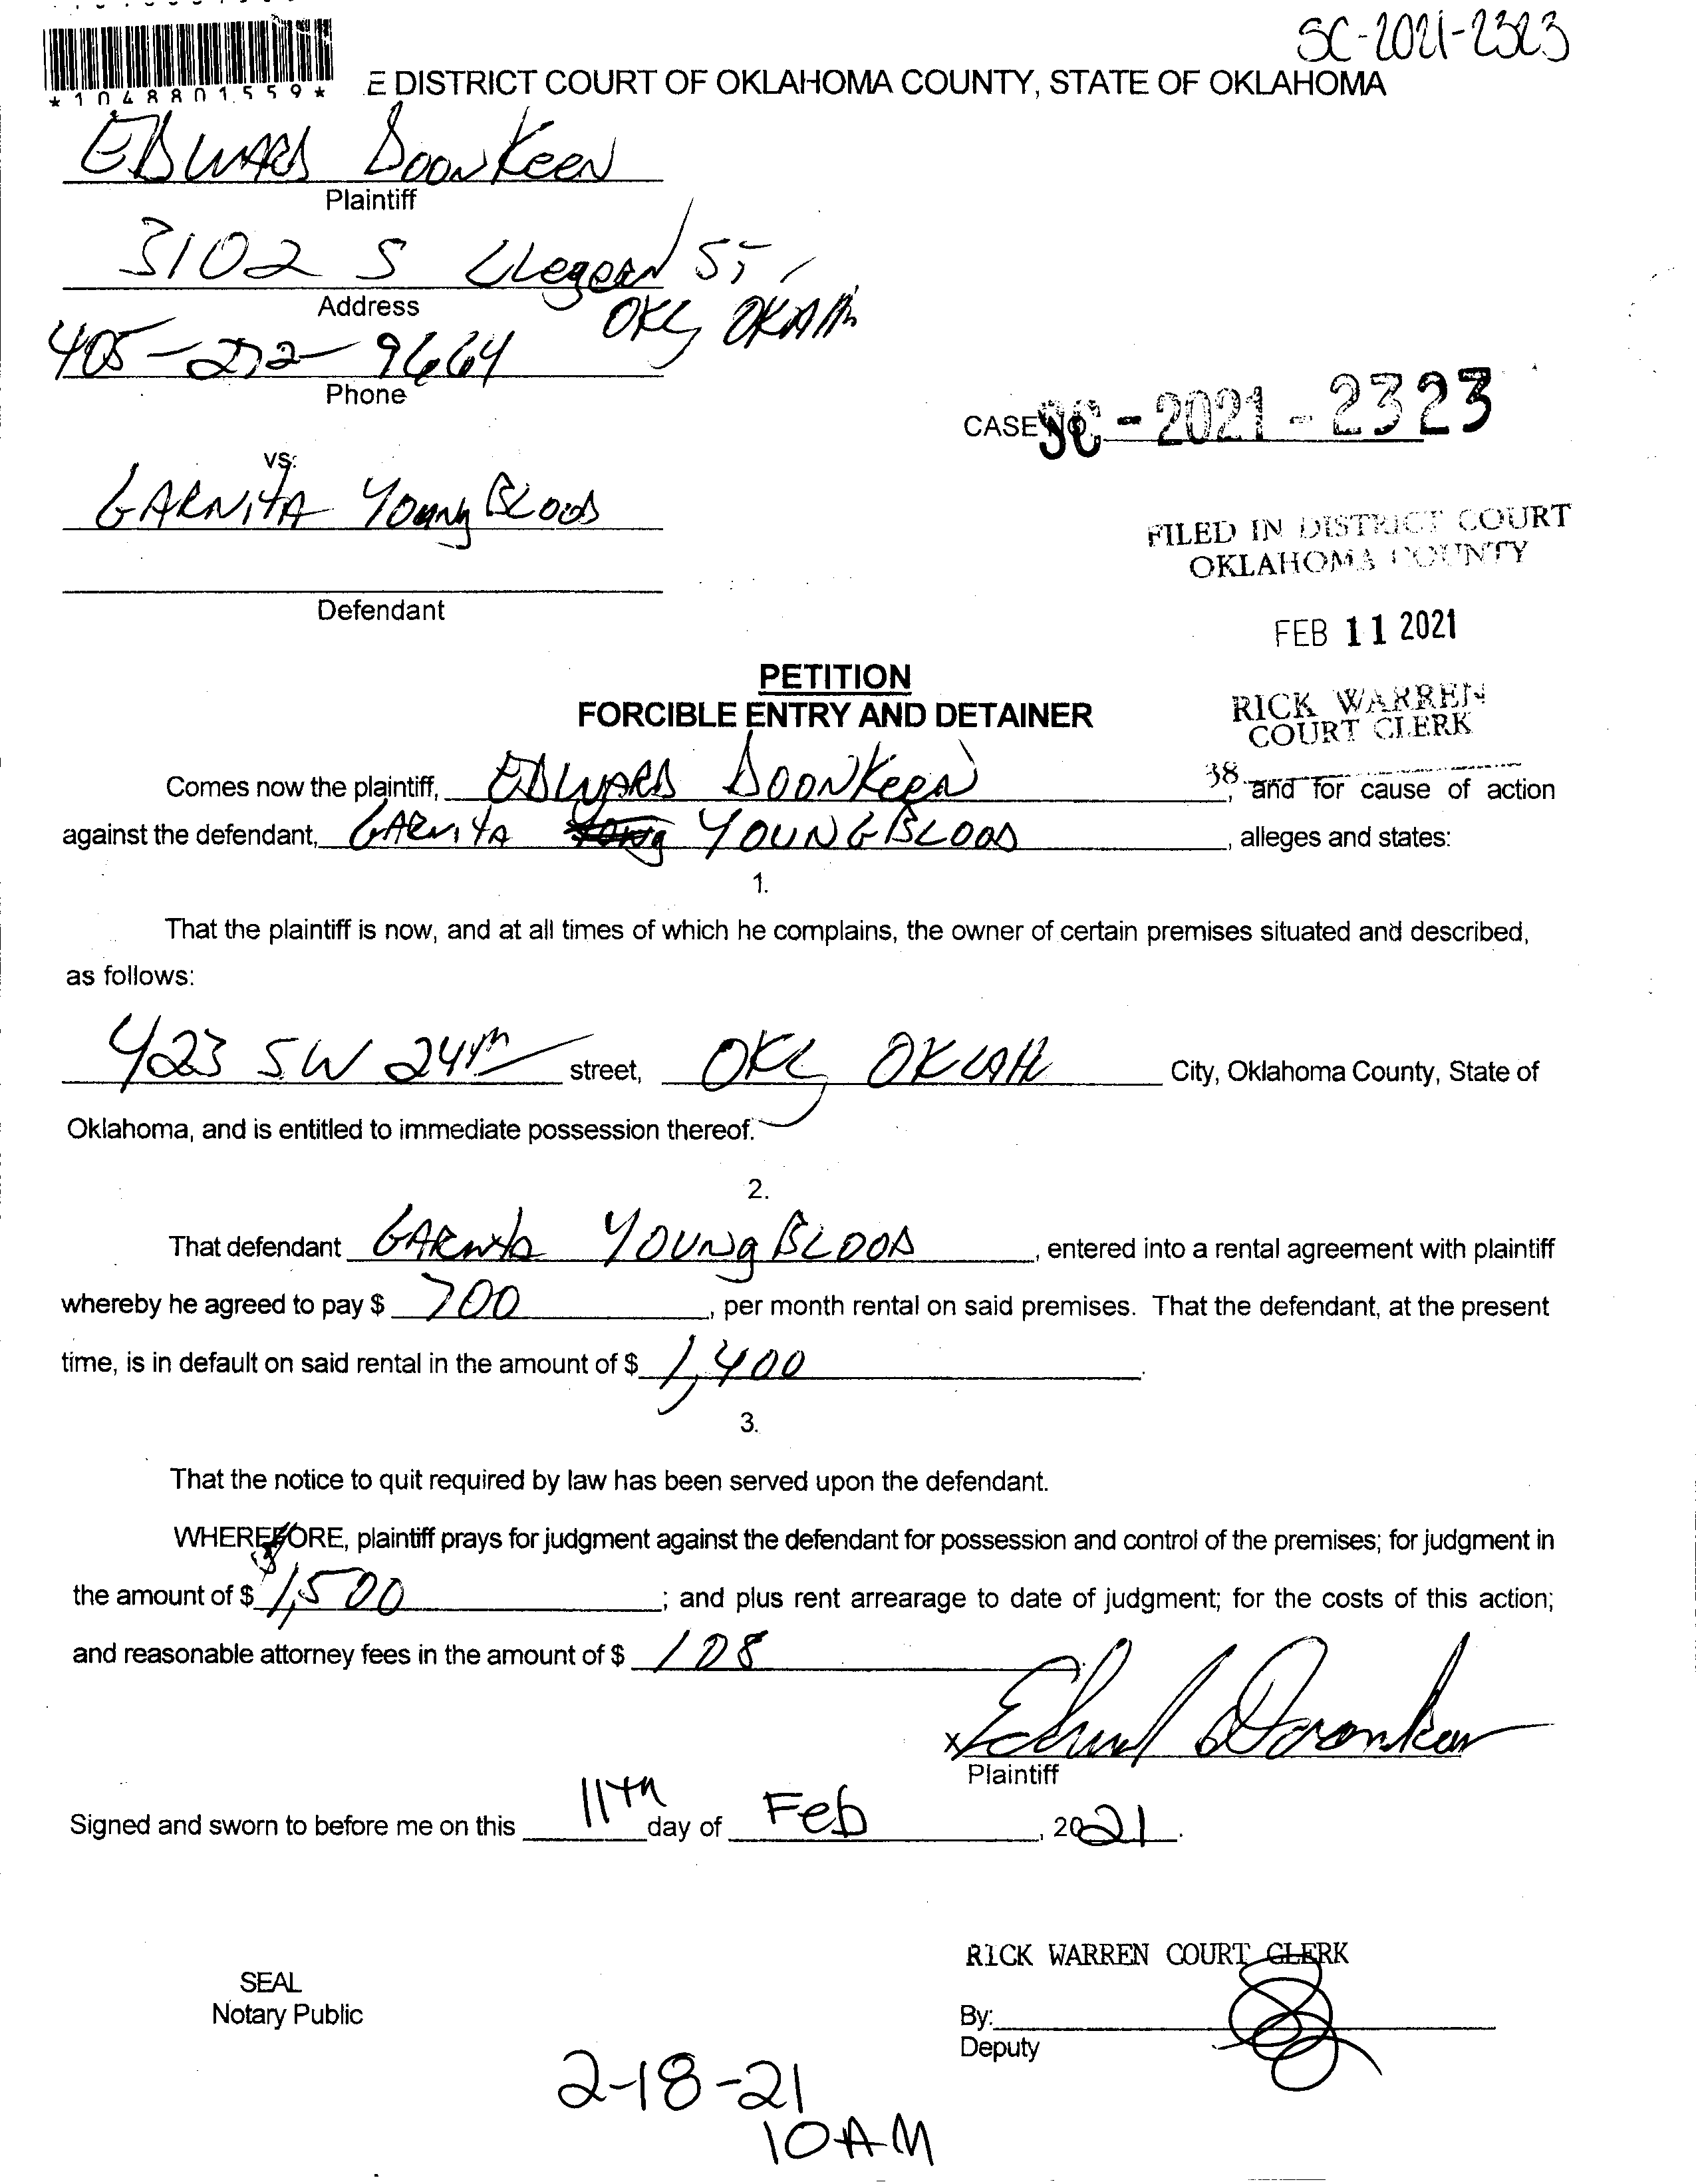 SC-2021-2323
*1048801559*
E DISTRICT COURT OF OKLAHOMA COUNTY, STATE OF OKLAHOMA
EDWARD DOONKEEN
Plaintiff
3102 S ST,
Address
OKC, OKAH
405-272-9664
Phone
CASE NO. SC-2021-2323
vs:
GARNITA YoungBLOOD
FILED IN DISTRICT COURT
OKLAHOMA COUNTY
Defendant
FEB 11 2021
PETITION
RICK WARREN
FORCIBLE ENTRY AND DETAINER
COURT CLERK
38
Comes now the plaintiff, EDWARD DOONKEEN, and for cause of action
against the defendant, GARNITA YOUNGBLOOD, alleges and states:
1.
That the plaintiff is now, and at all times of which he complains, the owner of certain premises situated and described,
as follows:
423 SW 24th street, OKC, OKLAH City, Oklahoma County, State of
Oklahoma, and is entitled to immediate possession thereof.
2.
That defendant GARNITA YOUNGBLOOD, entered into a rental agreement with plaintiff
whereby he agreed to pay $ 700, per month rental on said premises. That the defendant, at the present
time, is in default on said rental in the amount of $ 1,400.
3.
That the notice to quit required by law has been served upon the defendant.
WHEREFORE, plaintiff prays for judgment against the defendant for possession and control of the premises; for judgment in
the amount of $ 1,500; and plus rent arrearage to date of judgment; for the costs of this action;
and reasonable attorney fees in the amount of $ 108.
x Edward Doonkeen
Plaintiff
Signed and sworn to before me on this 11th day of Feb, 2021.
RICK WARREN COURT CLERK
SEAL
Notary Public
By:
Deputy
2-18-21
10AM